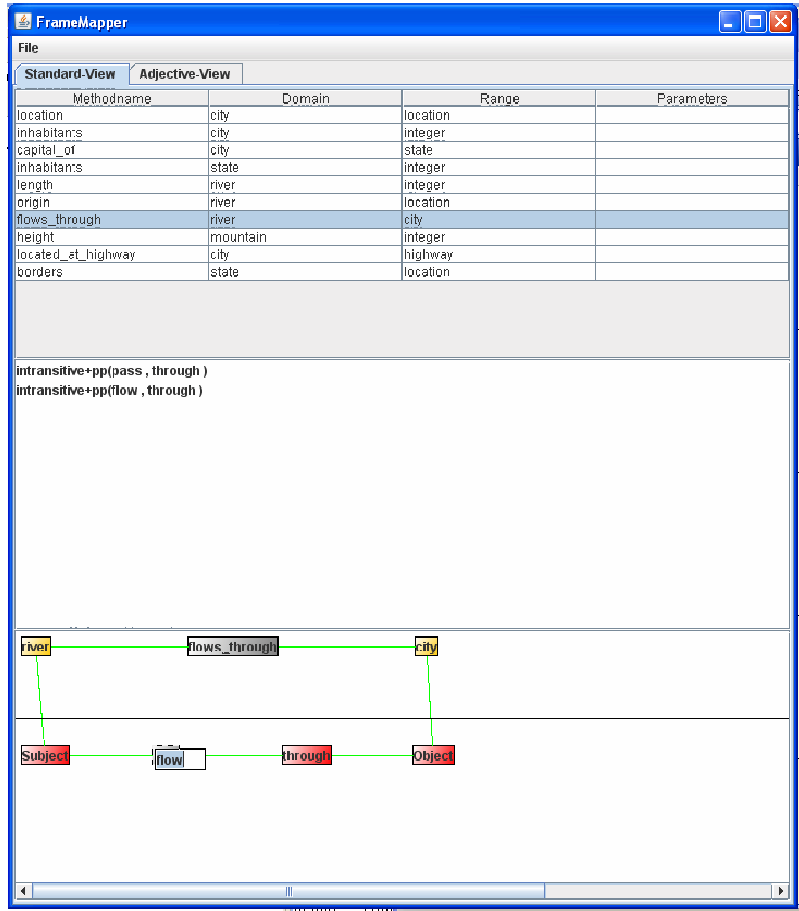 FrameMapper
File
Standard-View Adjective-View
Methodname Domain Range Parameters
location city location
inhabitants city integer
capital_of city state
inhabitants state integer
length river integer
origin river location
flows_through river city
height mountain integer
located_at_highway city highway
borders state location
intransitive+pp(pass , through )
intransitive+pp(flow , through )
river flows_through city
Subject flow through Object